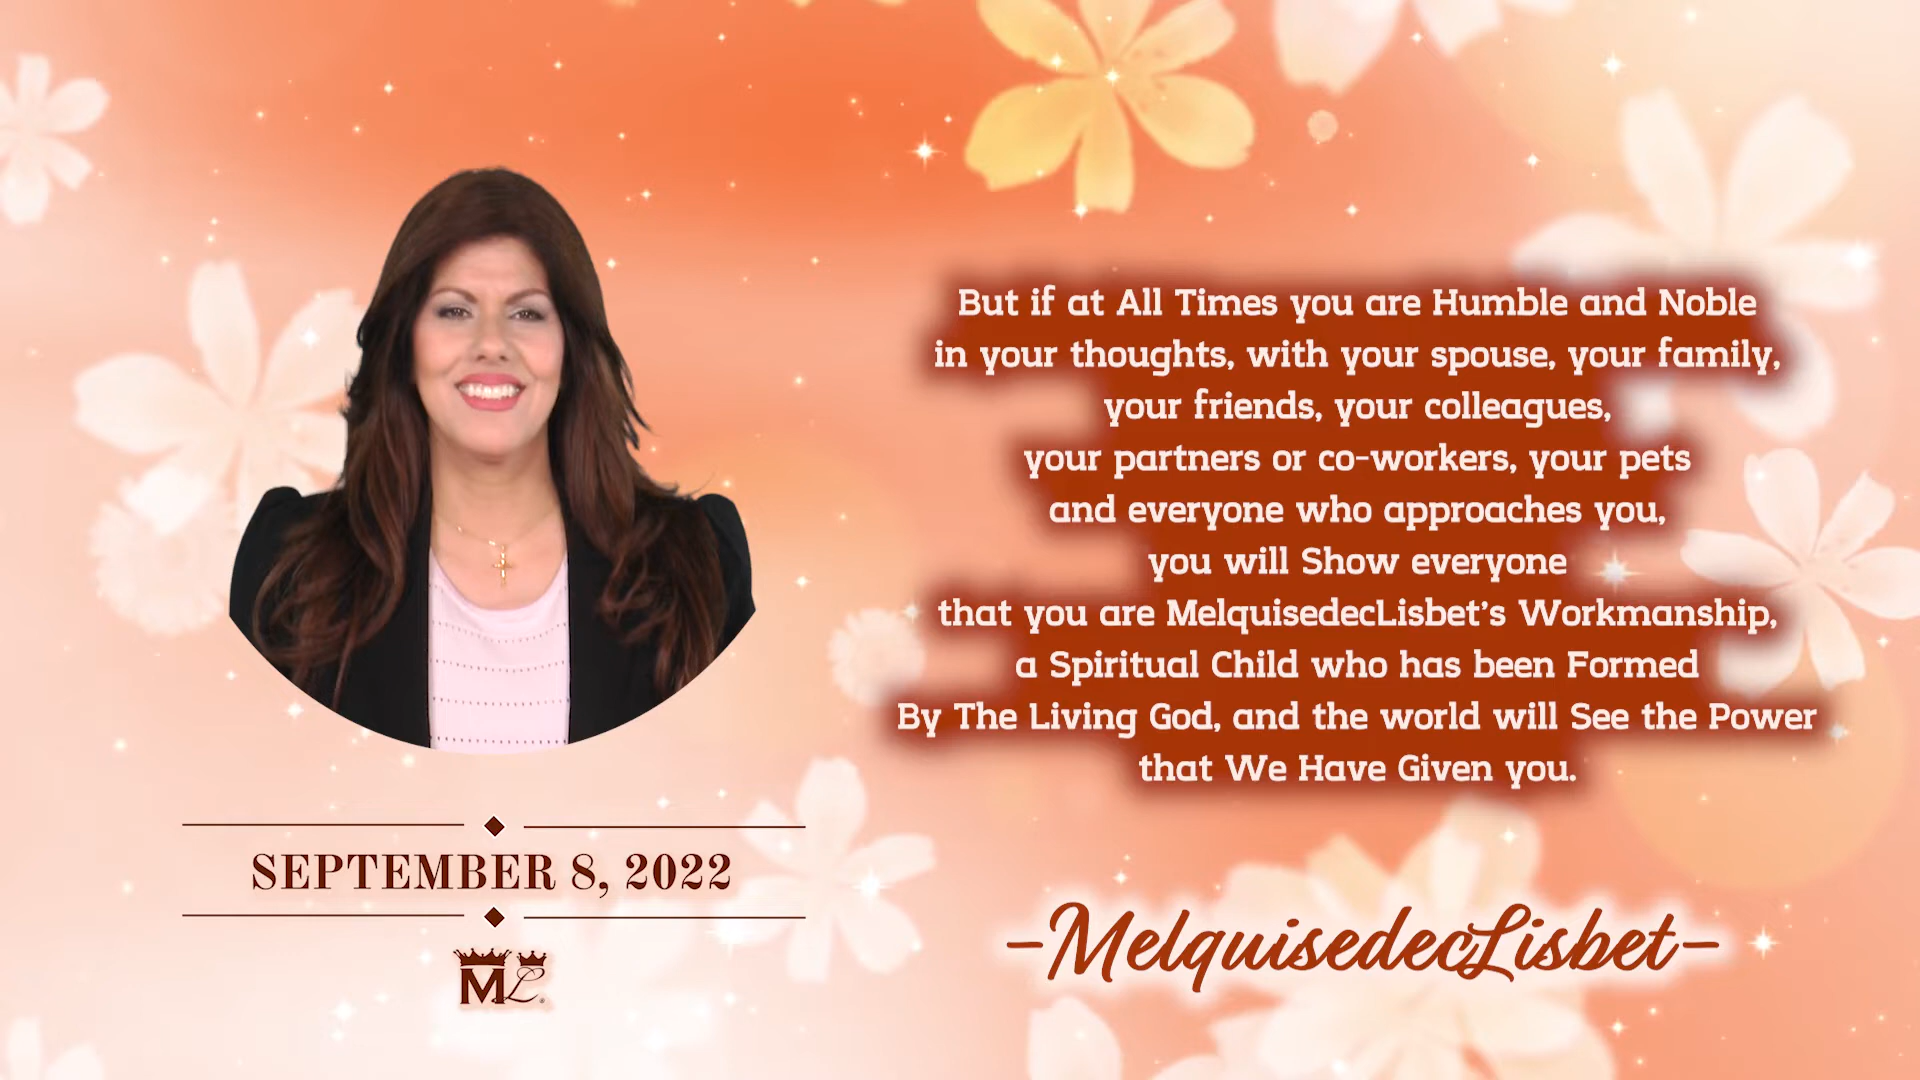 But if at All Times you are Humble and Noble
in your thoughts, with your spouse, your family,
your friends, your colleagues,
your partners or co-workers, your pets
and everyone who approaches you,
you will Show everyone
that you are MelquisedecLisbet's Workmanship,
a Spiritual Child who has been Formed
By The Living God, and the world will See the Power
that We Have Given you.
-MelquisedecLisbet-
SEPTEMBER 8, 2022
ML®